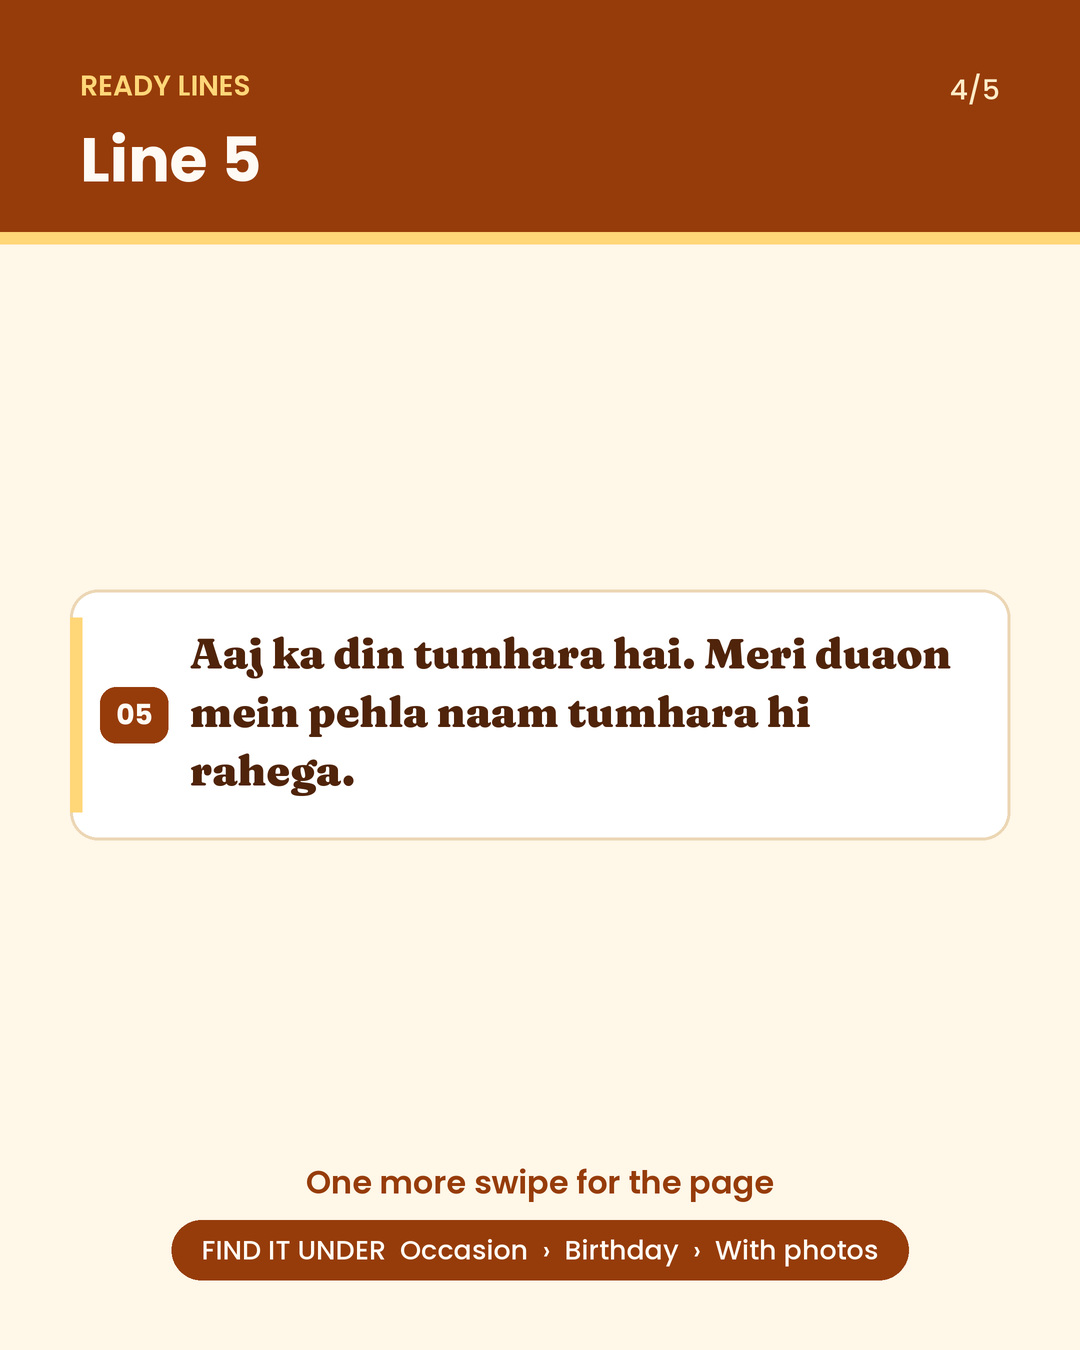 READY LINES
4/5
Line 5
05
Aaj ka din tumhara hai. Meri duaon
mein pehla naam tumhara hi
rahega.
One more swipe for the page
FIND IT UNDER Occasion › Birthday › With photos